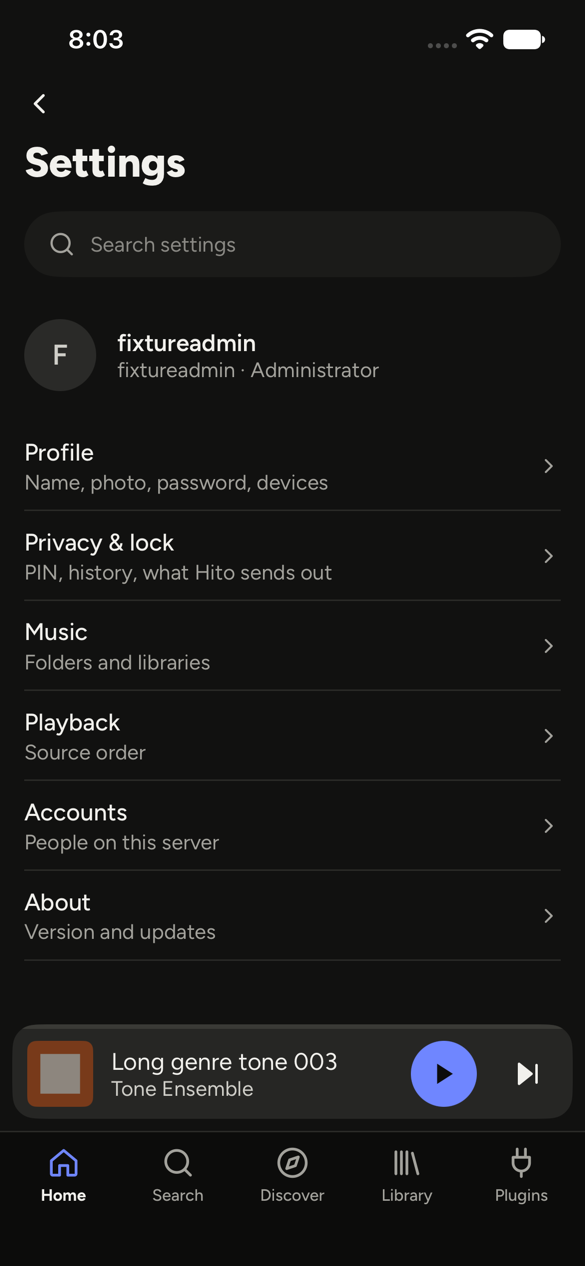 8:03
Settings
Search settings
F
fixtureadmin
fixtureadmin · Administrator
Profile
Name, photo, password, devices
Privacy & lock
PIN, history, what Hito sends out
Music
Folders and libraries
Playback
Source order
Accounts
People on this server
About
Version and updates
Long genre tone 003
Tone Ensemble
Home
Search
Discover
Library
Plugins